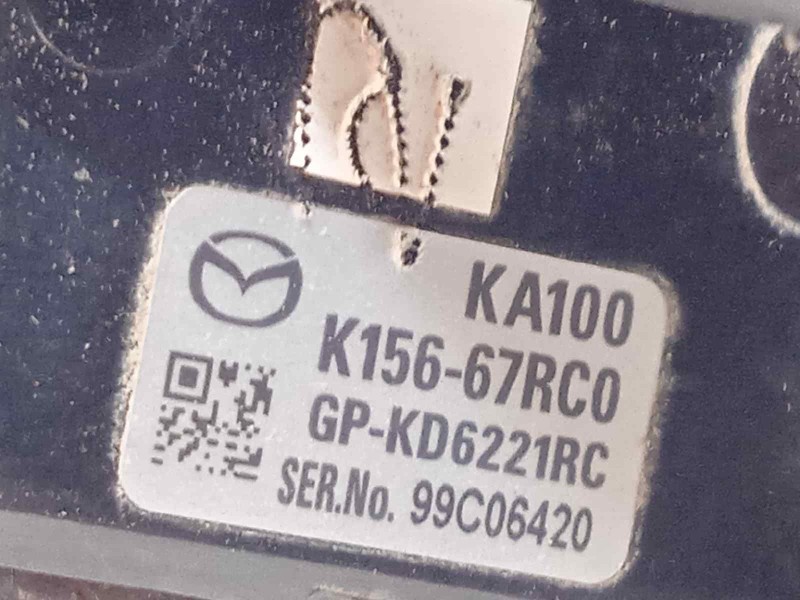 KA100
K156-67RC0
GP-KD6221RC
SER.No. 99C06420